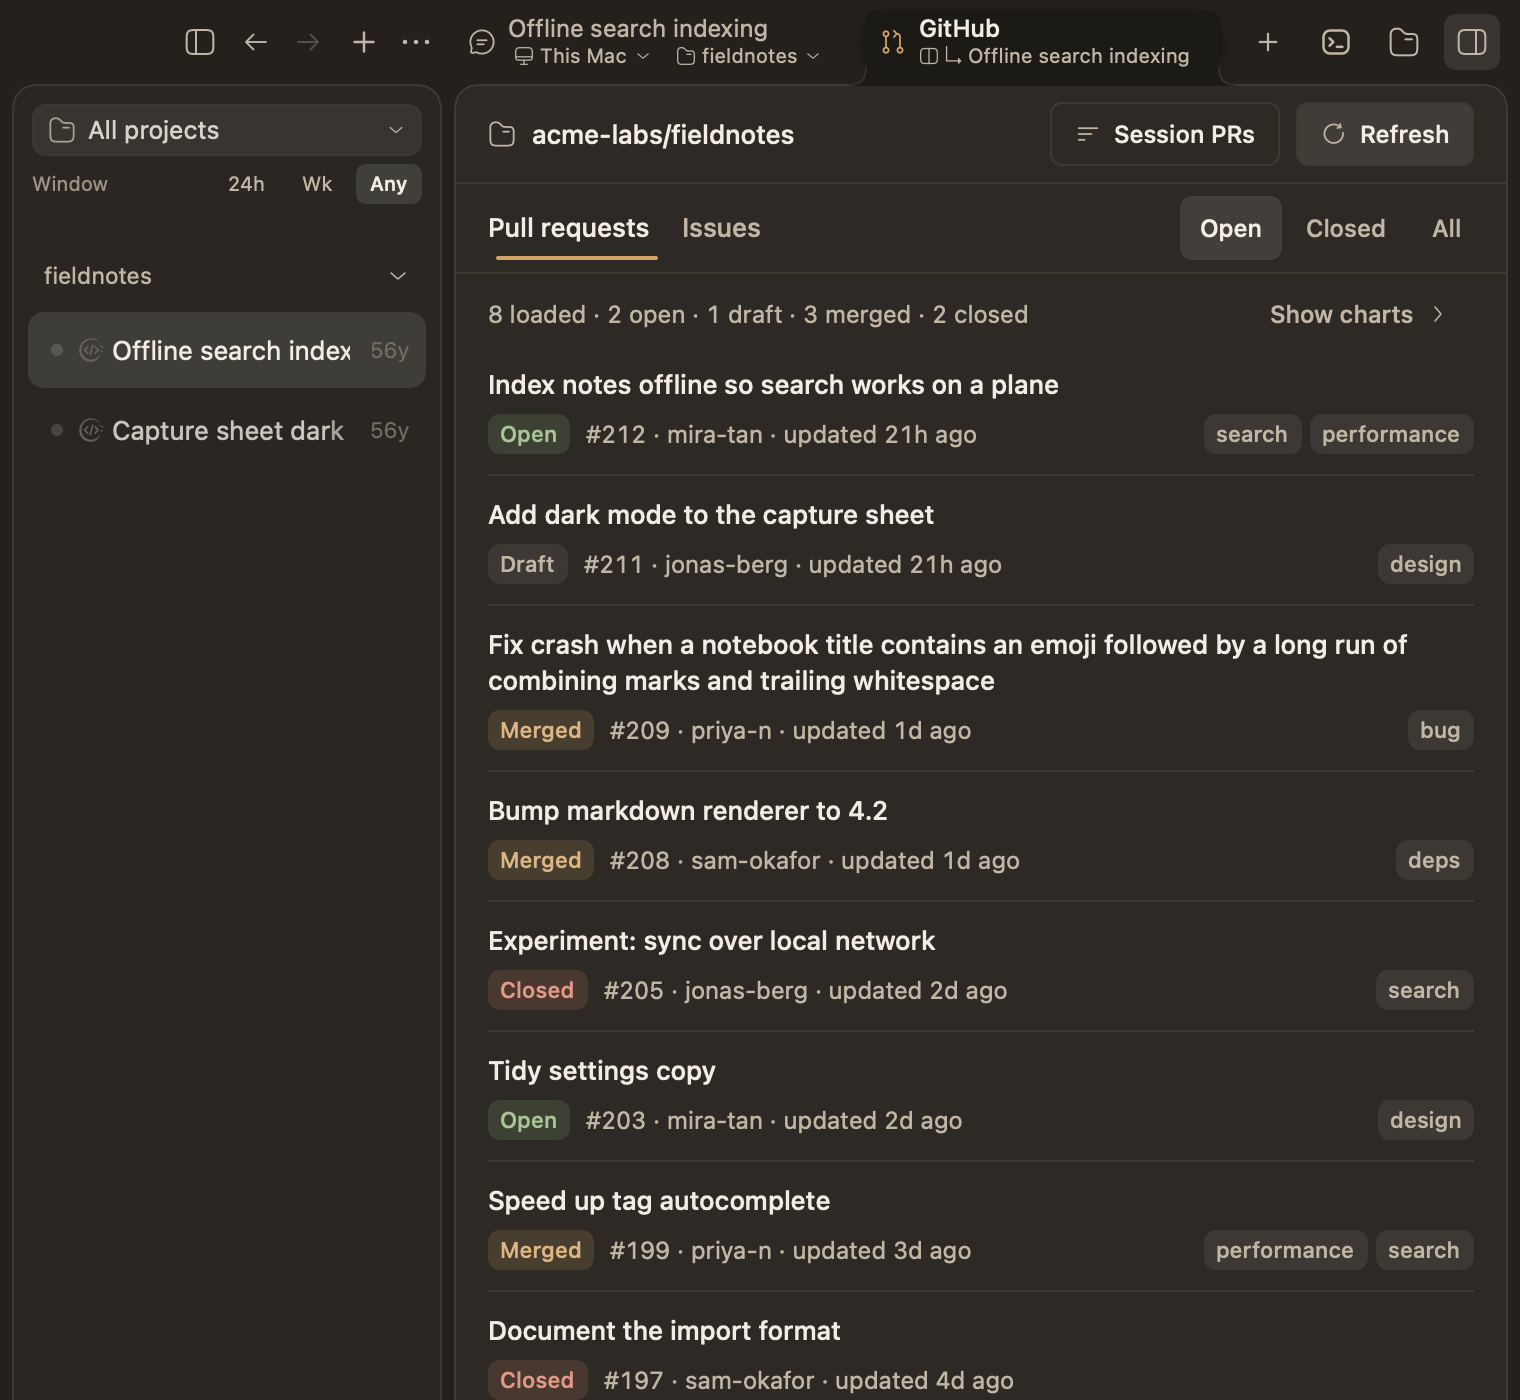 Offline search indexing
This Mac
fieldnotes
GitHub
Offline search indexing
All projects
Window
24h
Wk
Any
fieldnotes
Offline search index
56y
Capture sheet dark
56y
acme-labs/fieldnotes
Session PRs
Refresh
Pull requests
Issues
Open
Closed
All
8 loaded · 2 open · 1 draft · 3 merged · 2 closed
Show charts
Index notes offline so search works on a plane
Open #212 · mira-tan · updated 21h ago
search performance
Add dark mode to the capture sheet
Draft #211 · jonas-berg · updated 21h ago
design
Fix crash when a notebook title contains an emoji followed by a long run of
combining marks and trailing whitespace
Merged #209 · priya-n · updated 1d ago
bug
Bump markdown renderer to 4.2
Merged #208 · sam-okafor · updated 1d ago
deps
Experiment: sync over local network
Closed #205 · jonas-berg · updated 2d ago
search
Tidy settings copy
Open #203 · mira-tan · updated 2d ago
design
Speed up tag autocomplete
Merged #199 · priya-n · updated 3d ago
performance search
Document the import format
Closed #197 · sam-okafor · updated 4d ago